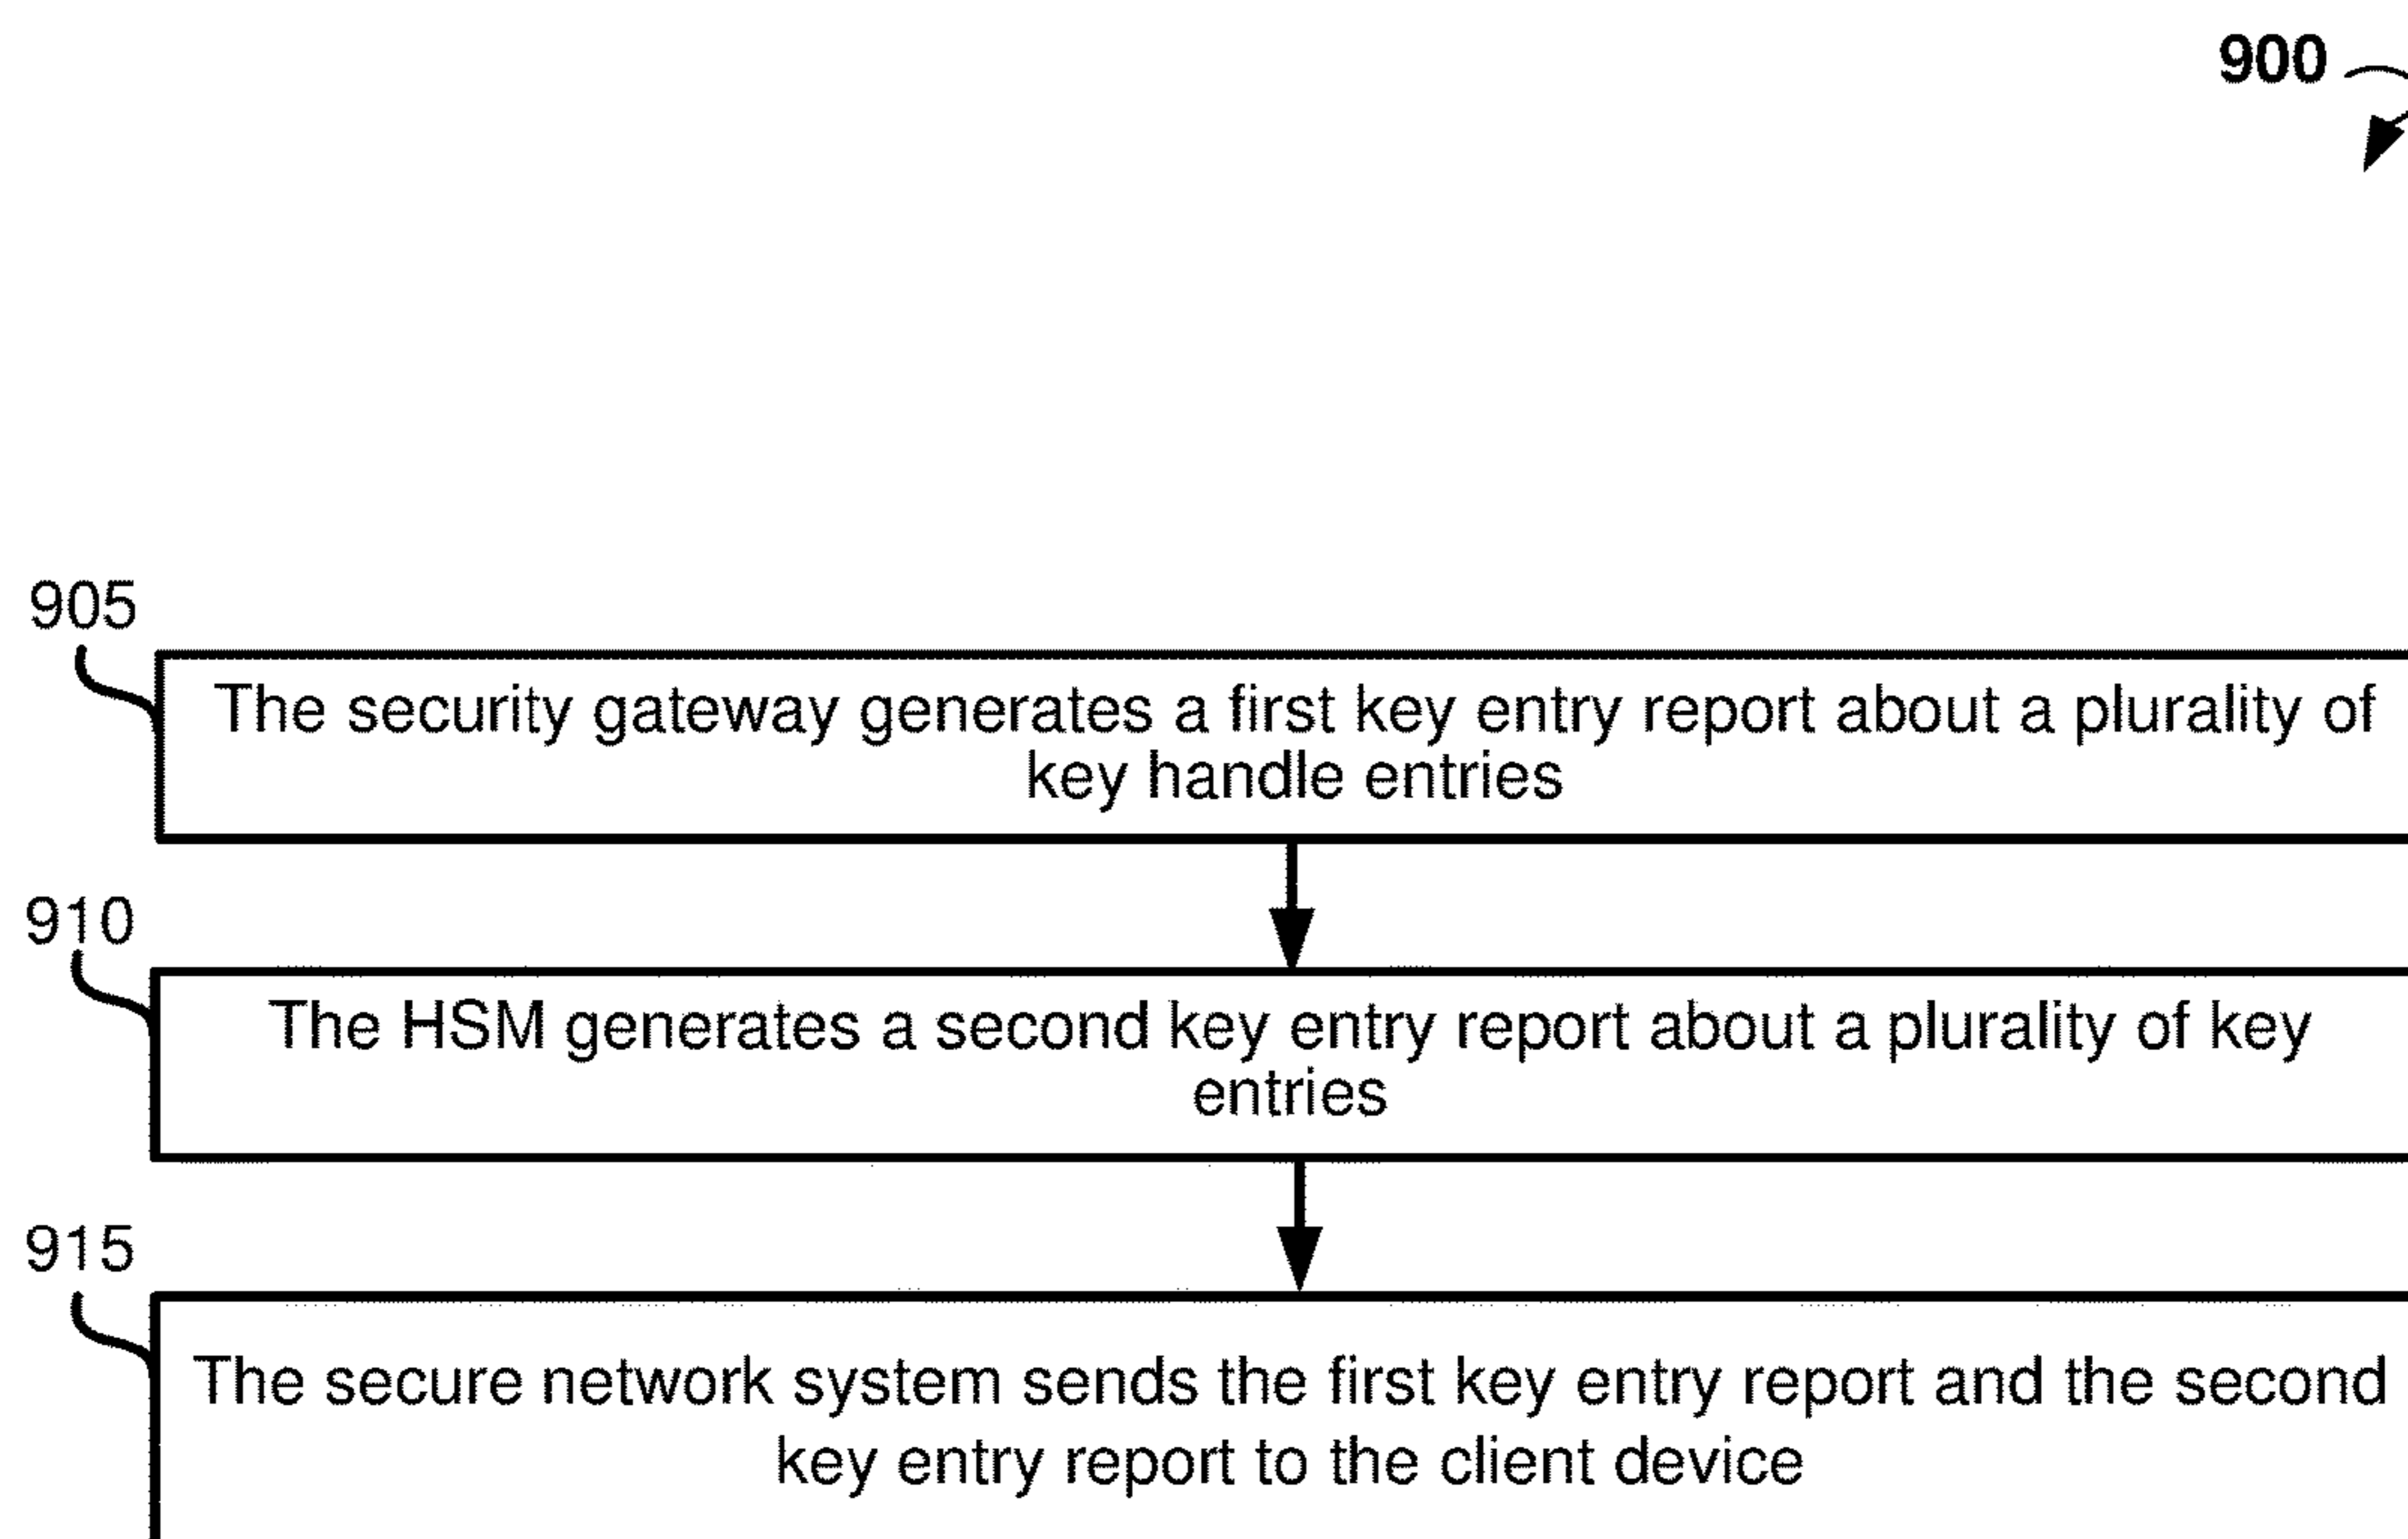 900
905
The security gateway generates a first key entry report about a plurality of
key handle entries
910
The HSM generates a second key entry report about a plurality of key
entries
915
The secure network system sends the first key entry report and the second
key entry report to the client device